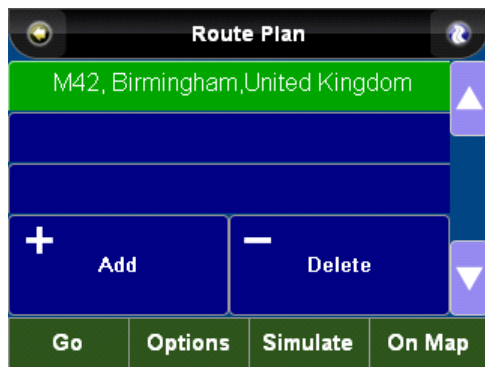 Route Plan
M42, Birmingham,United Kingdom
+ Add
− Delete
Go Options Simulate On Map